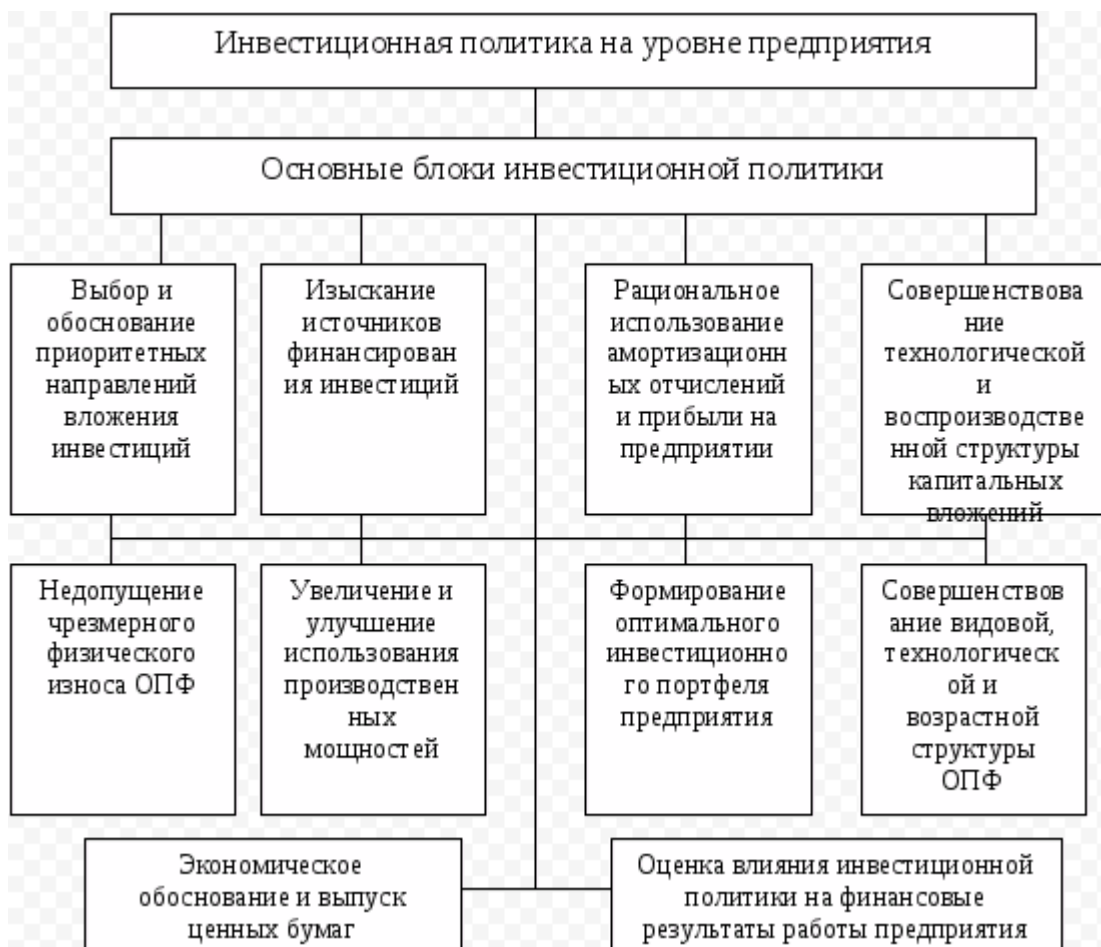 Инвестиционная политика на уровне предприятия
Основные блоки инвестиционной политики
Выбор и
обоснование
приоритетных
направлений
вложения
инвестиций
Изыскание
источников
финансирован
ия инвестиций
Рациональное
использование
амортизационн
ых отчислений
и прибыли на
предприятии
Совершенствова
ние
технологической
и
воспроизводстве
нной структуры
капитальных
вложений
Недопущение
чрезмерного
физического
износа ОПФ
Увеличение и
улучшение
использования
производствен
ных
мощностей
Формирование
оптимального
инвестиционно
го портфеля
предприятия
Совершенствов
ание видовой,
технологическ
ой и
возрастной
структуры
ОПФ
Экономическое
обоснование и выпуск
ценных бумаг
Оценка влияния инвестиционной
политики на финансовые
результаты работы предприятия